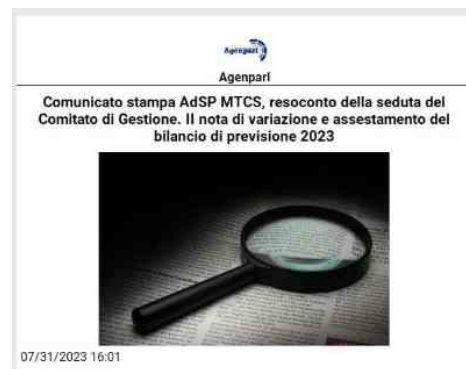 Agenparl
Agenparl
Comunicato stampa AdSP MTCS, resoconto della seduta del
Comitato di Gestione. II nota di variazione e assestamento del
bilancio di previsione 2023
07/31/2023 16:01